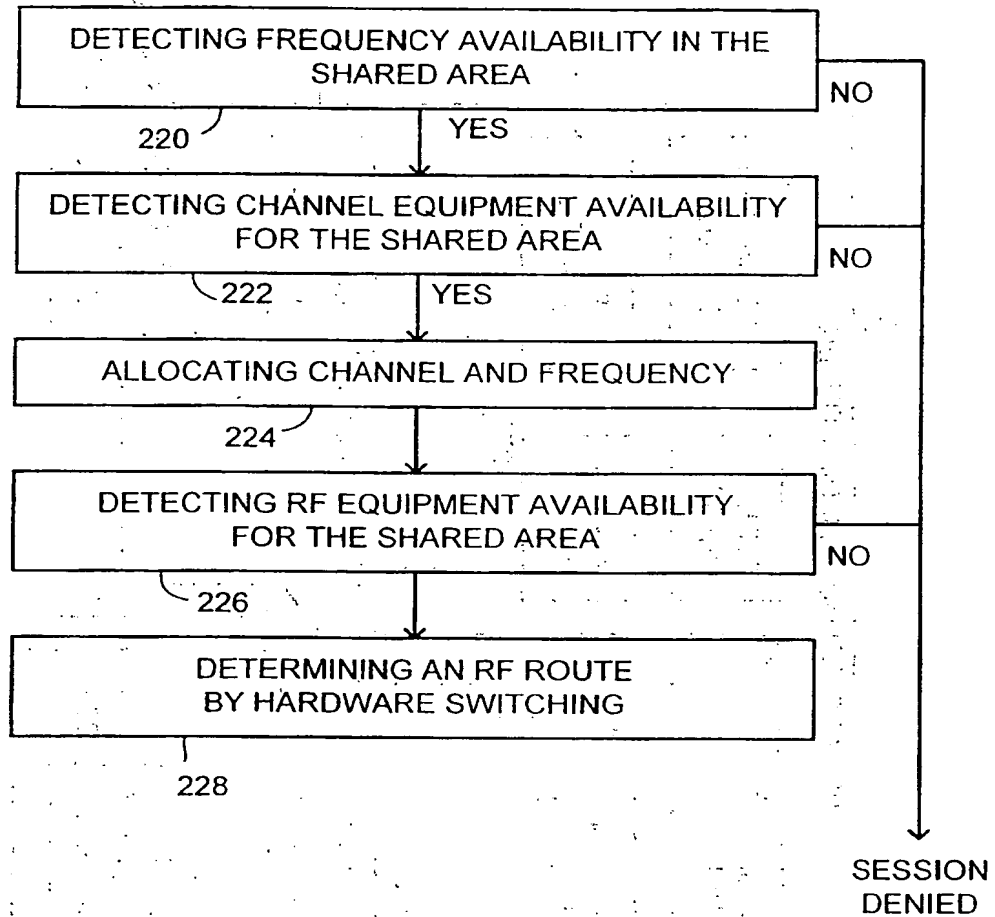 DETECTING FREQUENCY AVAILABILITY IN THE
SHARED AREA
NO
220
YES
DETECTING CHANNEL EQUIPMENT AVAILABILITY
FOR THE SHARED AREA
NO
222
YES
ALLOCATING CHANNEL AND FREQUENCY
224
DETECTING RF EQUIPMENT AVAILABILITY
FOR THE SHARED AREA
NO
226
DETERMINING AN RF ROUTE
BY HARDWARE SWITCHING
228
SESSION
DENIED